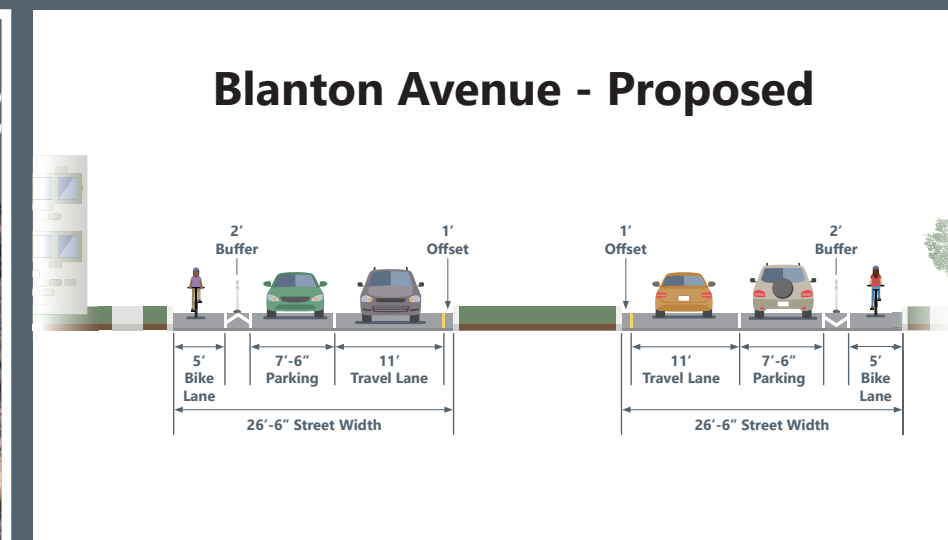 Blanton Avenue - Proposed
2’
Buffer
1’
Offset
1’
Offset
2’
Buffer
5’
Bike
Lane
7’-6”
Parking
11’
Travel Lane
11’
Travel Lane
7’-6”
Parking
5’
Bike
Lane
26’-6” Street Width
26’-6” Street Width